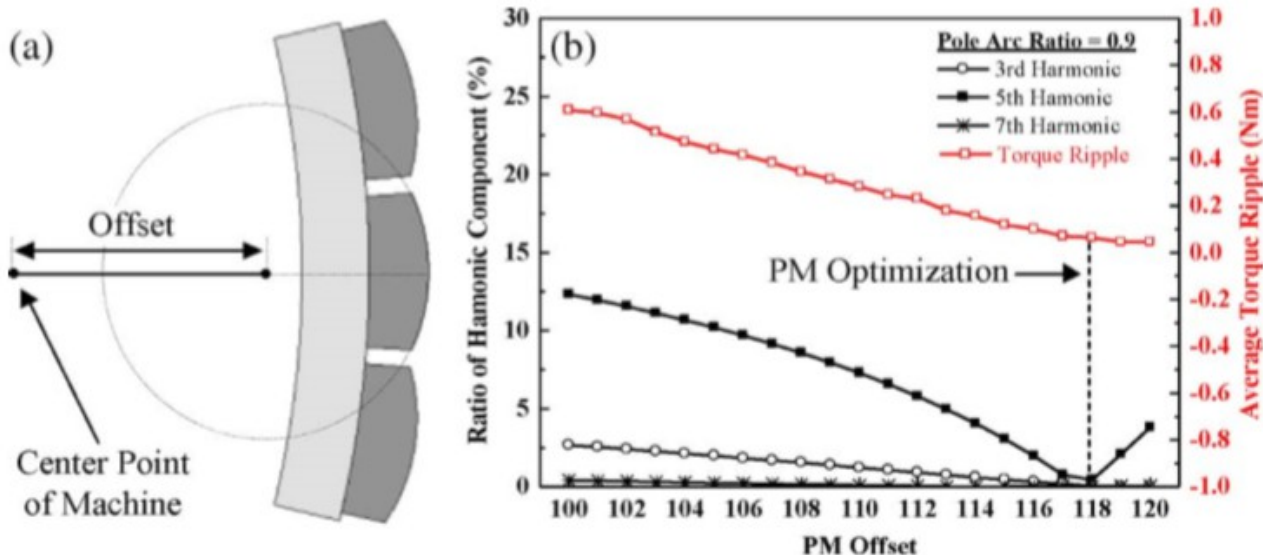 (a)
Offset
Center Point
of Machine
(b)
Ratio of Hamonic Component (%)
30
25
20
15
10
5
0
Pole Arc Ratio = 0.9
3rd Harmonic
5th Hamonic
7th Harmonic
Torque Ripple
PM Optimization
100 102 104 106 108 110 112 114 116 118 120
PM Offset
1.0
0.8
0.6
0.4
0.2
0.0
-0.2
-0.4
-0.6
-0.8
-1.0
Average Torque Ripple (Nm)